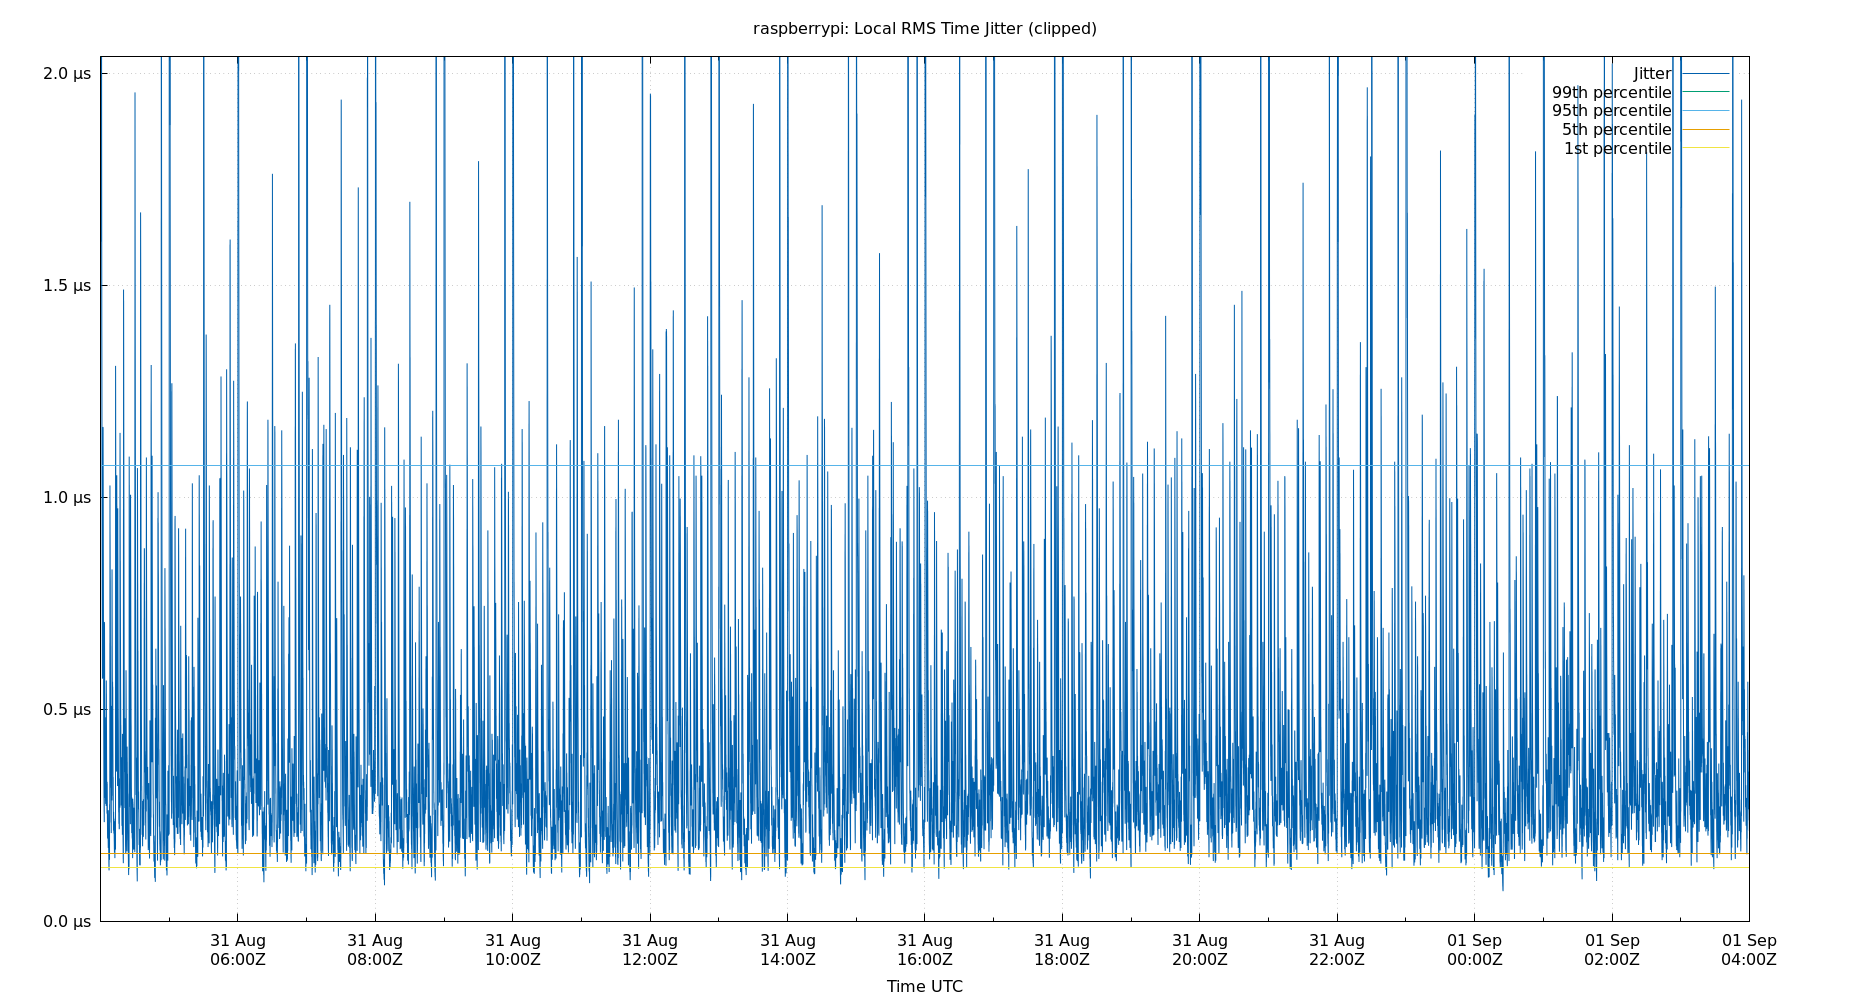 raspberrypi: Local RMS Time Jitter (clipped)
2.0 μs
1.5 μs
1.0 μs
0.5 μs
0.0 μs
Jitter
99th percentile
95th percentile
5th percentile
1st percentile
31 Aug 31 Aug 31 Aug 31 Aug 31 Aug 31 Aug 31 Aug 31 Aug 31 Aug 01 Sep 01 Sep 01 Sep
06:00Z 08:00Z 10:00Z 12:00Z 14:00Z 16:00Z 18:00Z 20:00Z 22:00Z 00:00Z 02:00Z 04:00Z
Time UTC